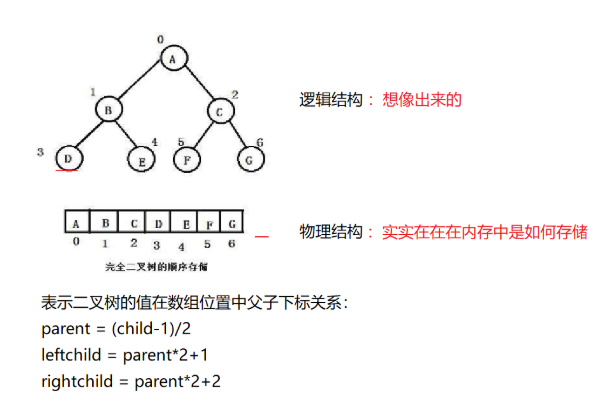 0
A
1
B
2
C
3
D
4
E
5
F
6
G
逻辑结构：想像出来的
A B C D E F G
0 1 2 3 4 5 6
物理结构：实实在在在内存中是如何存储
完全二叉树的顺序存储
表示二叉树的值在数组位置中父子下标关系：
parent = (child-1)/2
leftchild = parent*2+1
rightchild = parent*2+2